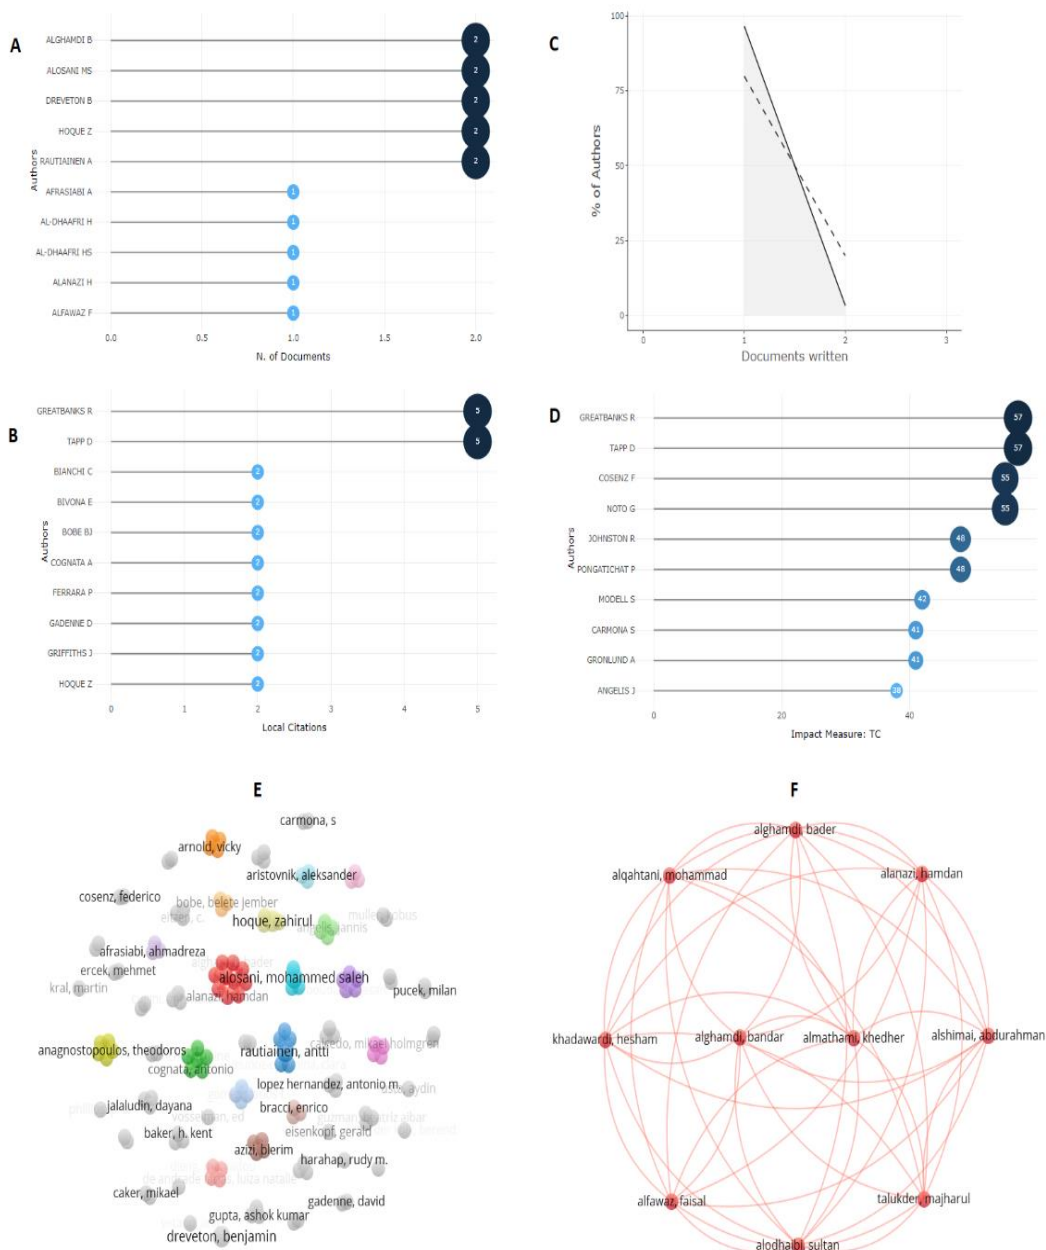 A
ALGHAMDI B 2
ALOSANI MS 2
DREVETON B 2
HOQUE Z 2
RAUTIAINEN A 2
AFRASIABI A 1
AL-DHAAFRI H 1
AL-DHAAFRI HS 1
ALANAZI H 1
ALFAWAZ F 1
Authors
0.0 0.5 1.0 1.5 2.0
N. of Documents
C
100
75
50
25
0
% of Authors
0 1 2 3
Documents written
B
GREATBANKS R 5
TAPP D 5
BIANCHI C 2
BIVONA E 2
BOBE BJ 2
COGNATA A 2
FERRARA P 2
GADENNE D 2
GRIFFITHS J 2
HOQUE Z 2
Authors
0 1 2 3 4 5
Local Citations
D
GREATBANKS R 57
TAPP D 57
COSENZ F 55
NOTO G 55
JOHNSTON R 48
PONGATICHAT P 48
MODELL S 42
CARMONA S 41
GRONLUND A 41
ANGELIS J 38
Authors
0 20 40
Impact Measure: TC
E
carmona, s
arnold, vicky
aristovnik, aleksander
cosenz, federico
bobe, belete jember
hoque, zahirul
afrasiabi, ahmadreza
ercek, mehmet
alosani, mohammed saleh
kral, martin
alanazi, hamdan
pucek, milan
anagnostopoulos, theodoros
rautiainen, antti
cognata, antonio
lopez hernandez, antonio m.
jalaludin, dayana
bracci, enrico
baker, h. kent
eisenkopf, gerald
azizi, blerim
harahap, rudy m.
caker, mikael
gadenne, david
gupta, ashok kumar
dreveton, benjamin
F
alghamdi, bader
alqahtani, mohammad
alanazi, hamdan
khadawardi, hesham
alghamdi, bandar
almathami, khedher
alshimai, abdurahman
alfawaz, faisal
talukder, majharul
alodhaibi, sultan